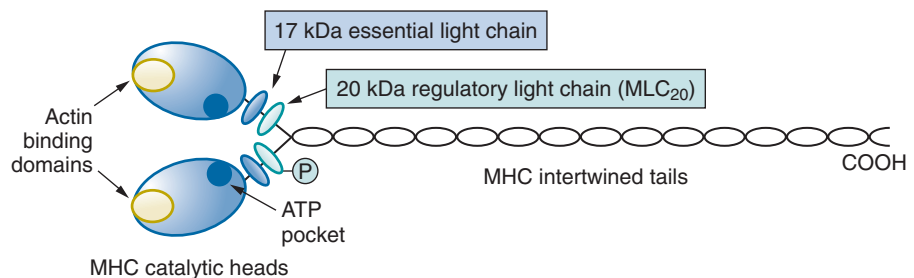 17 kDa essential light chain
20 kDa regulatory light chain (MLC₂₀)
Actin
binding
domains
P
COOH
MHC intertwined tails
ATP
pocket
MHC catalytic heads